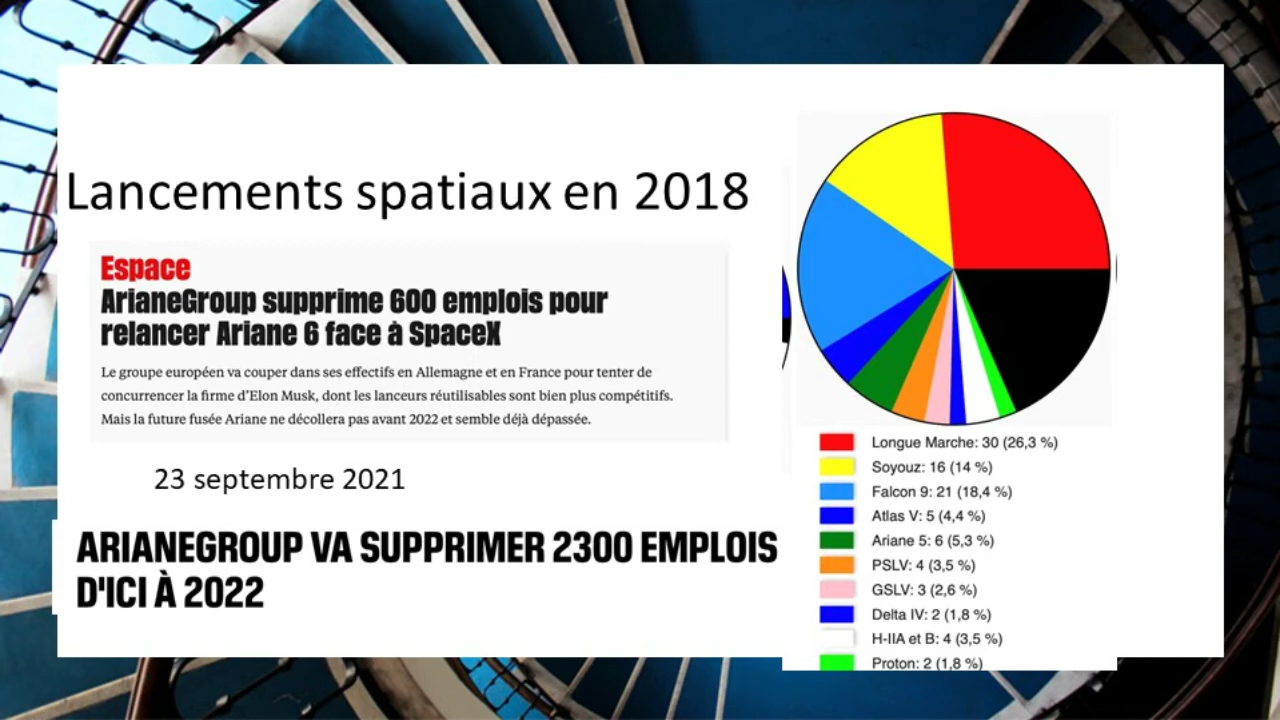 Lancements spatiaux en 2018
Espace
ArianeGroup supprime 600 emplois pour
relancer Ariane 6 face à SpaceX
Le groupe européen va couper dans ses effectifs en Allemagne et en France pour tenter de
concurrencer la firme d’Elon Musk, dont les lanceurs réutilisables sont bien plus compétitifs.
Mais la future fusée Ariane ne décollera pas avant 2022 et semble déjà dépassée.
23 septembre 2021
ARIANEGROUP VA SUPPRIMER 2300 EMPLOIS
D'ICI À 2022
Longue Marche: 30 (26,3 %)
Soyouz: 16 (14 %)
Falcon 9: 21 (18,4 %)
Atlas V: 5 (4,4 %)
Ariane 5: 6 (5,3 %)
PSLV: 4 (3,5 %)
GSLV: 3 (2,6 %)
Delta IV: 2 (1,8 %)
H-IIA et B: 4 (3,5 %)
Proton: 2 (1,8 %)